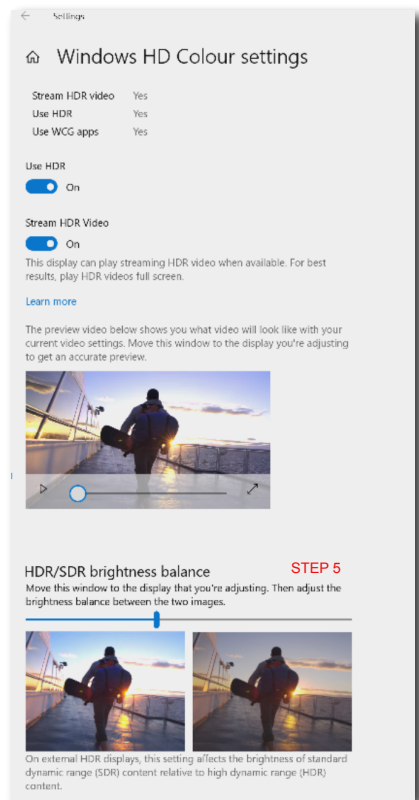 Settings
Windows HD Colour settings
Stream HDR video Yes
Use HDR Yes
Use WCG apps Yes
Use HDR
On
Stream HDR Video
On
This display can play streaming HDR video when available. For best
results, play HDR videos full screen.
Learn more
The preview video below shows you what video will look like with your
current video settings. Move this window to the display you're adjusting
to get an accurate preview.
HDR/SDR brightness balance STEP 5
Move this window to the display that you're adjusting. Then adjust the
brightness balance between the two images.
On external HDR displays, this setting affects the brightness of standard
dynamic range (SDR) content relative to high dynamic range (HDR)
content.